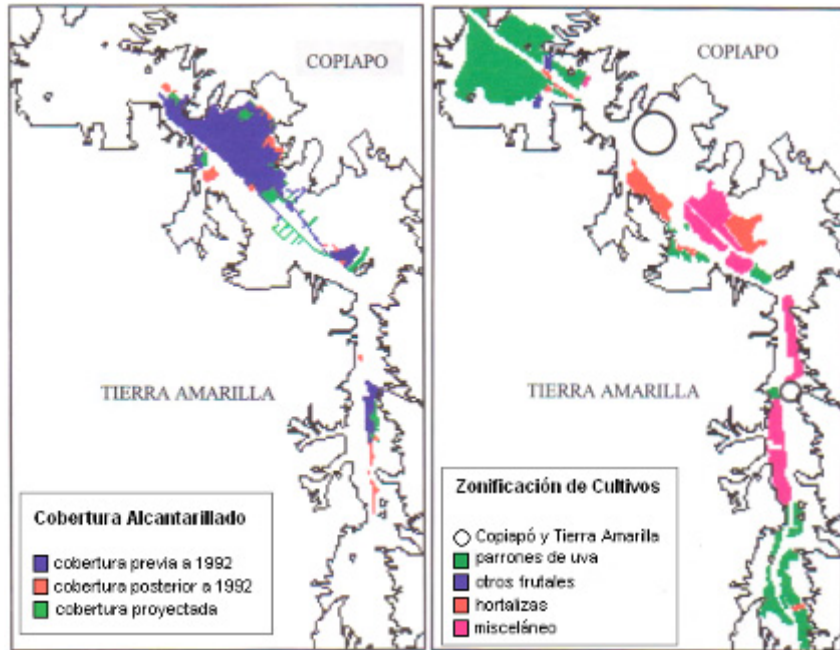 COPIAPO
TIERRA AMARILLA
Cobertura Alcantarillado
cobertura previa a 1992
cobertura posterior a 1992
cobertura proyectada
COPIAPO
TIERRA AMARILLA
Zonificación de Cultivos
Copiapó y Tierra Amarilla
parrones de uva
otros frutales
hortalizas
misceláneo